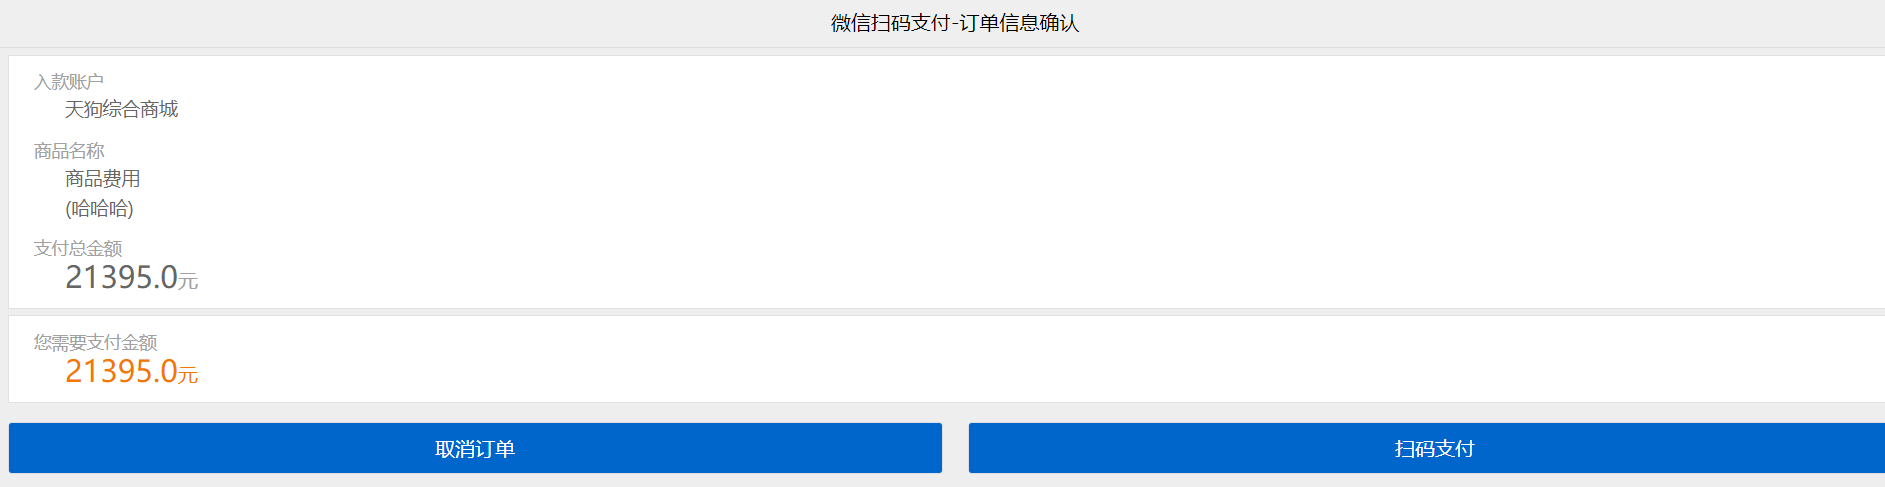 微信扫码支付-订单信息确认
入款账户
天狗综合商城
商品名称
商品费用
(哈哈哈)
支付总金额
21395.0元
您需要支付金额
21395.0元
取消订单 扫码支付